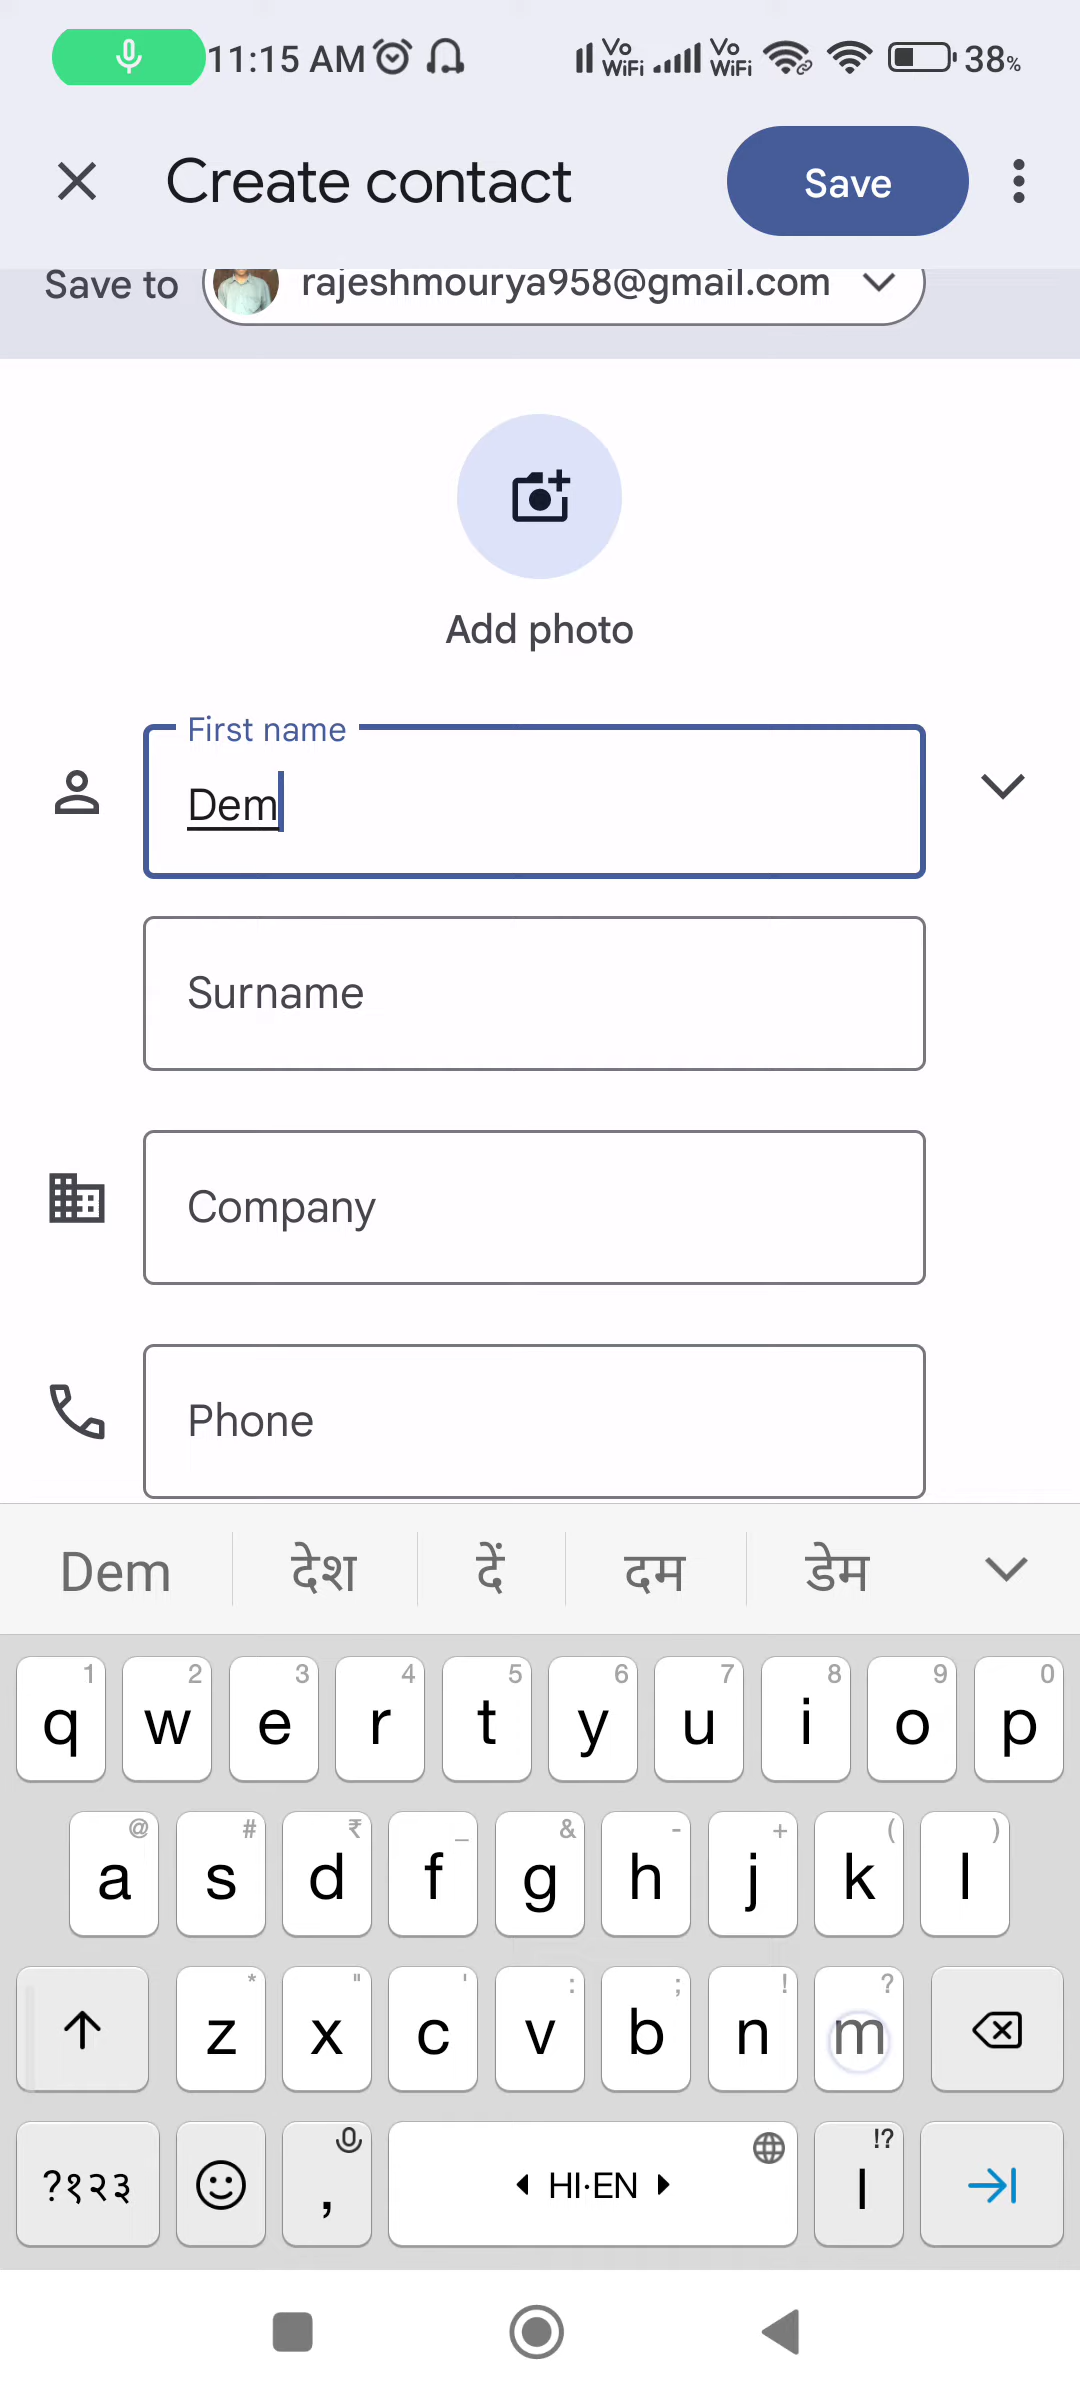 11:15 AM Vo WiFi Vo WiFi 38%
Create contact Save
Save to rajeshmourya958@gmail.com
Add photo
First name
Dem
Surname
Company
Phone
Dem देश दें दम डेम
1 2 3 4 5 6 7 8 9 0
q w e r t y u i o p
@ # ₹ _ & - + ( )
a s d f g h j k l
* " ' : ; ! ?
z x c v b n m
!?
?१२३ , HI·EN |